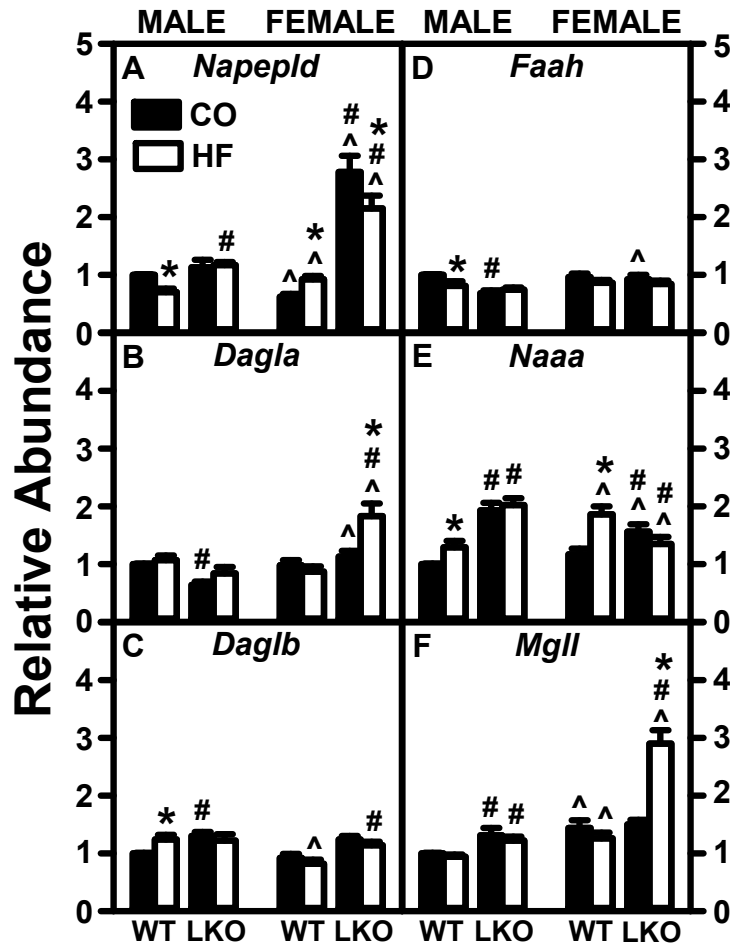 MALE FEMALE MALE FEMALE
5 A Napepld D Faah 5
CO
HF
# * ^ # ^
4 4
3 3
2 2
# * ^ * ^
* # ^
1 1
0 0
B Dagla E Naaa
4 4
* # ^
3 3
2 2
# ^
* # # * ^ # ^ # ^
1 1
0 0
C Daglb F Mgll
4 4
3 3
2 2
* # ^ #
# # ^ ^ * # ^
1 1
0 0
WT LKO WT LKO WT LKO WT LKO
Relative Abundance